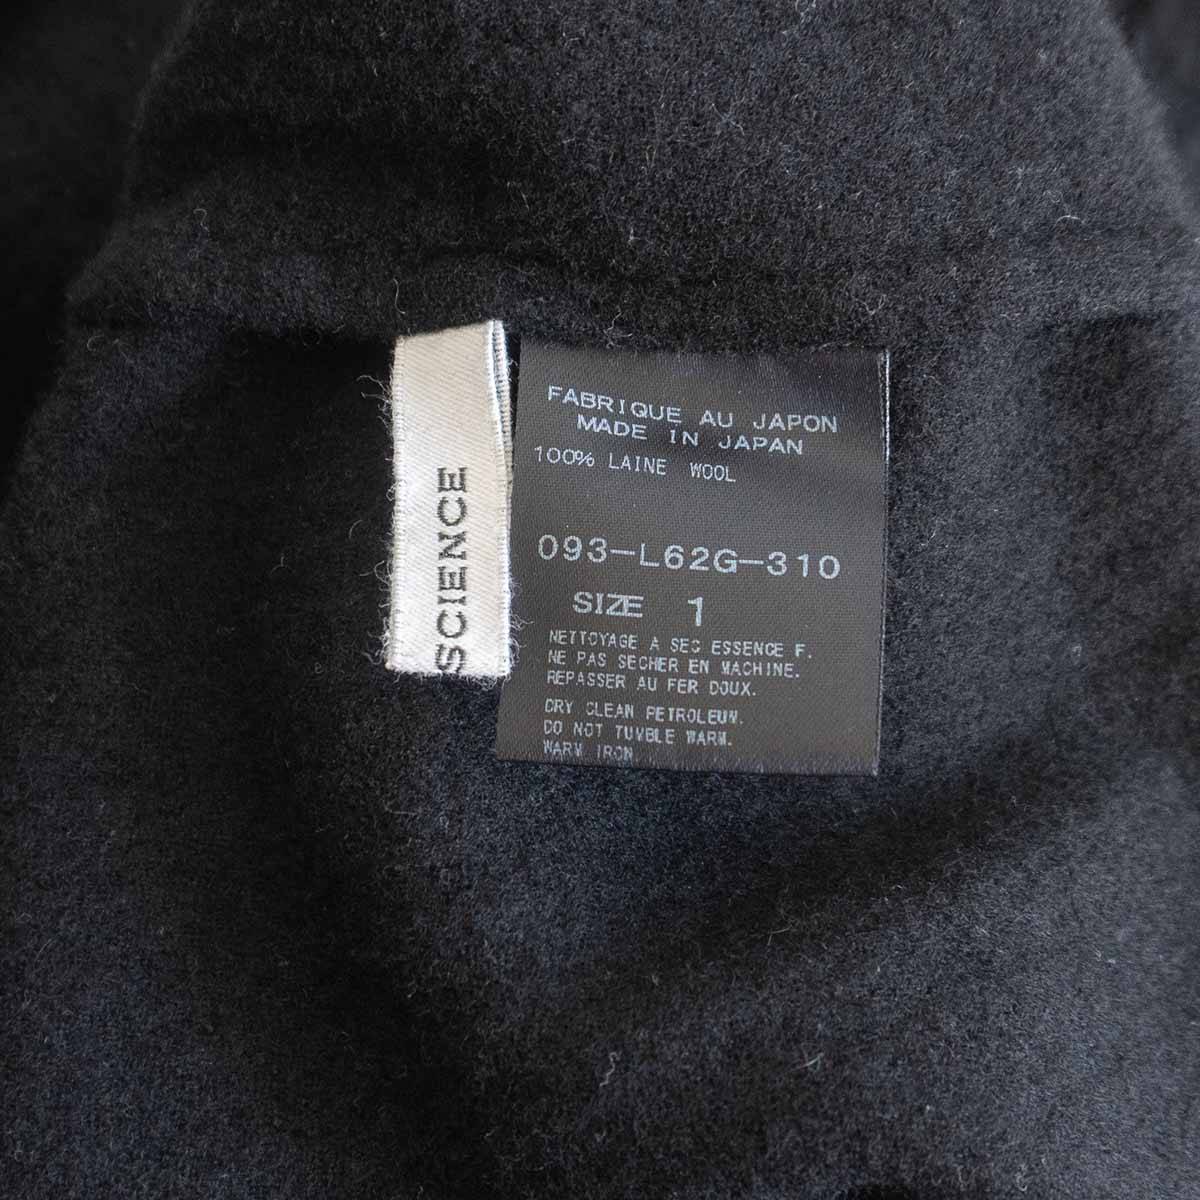 SCIENCE
FABRIQUE AU JAPON
MADE IN JAPAN
100% LAINE WOOL
093-L62G-310
SIZE 1
NETTOYAGE A SEC ESSENCE F.
NE PAS SECHER EN MACHINE.
REPASSER AU FER DOUX.
DRY CLEAN PETROLEUM.
DO NOT TUMBLE WARM.
WARM IRON